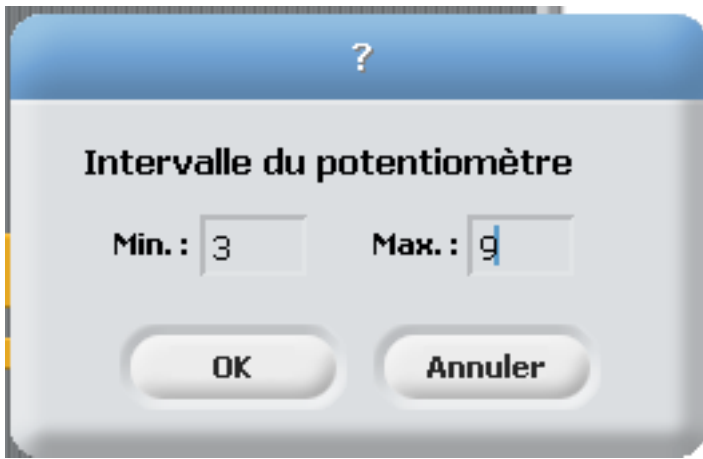 ?
Intervalle du potentiomètre
Min. : 3 Max. : 9
OK Annuler